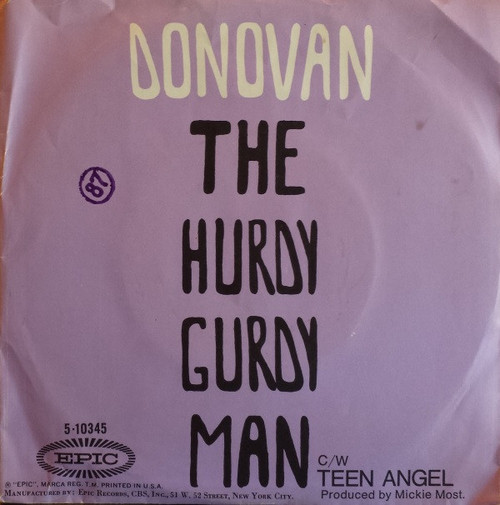 DONOVAN
THE
HURDY
GURDY
MAN
87
5-10345
EPIC
® "EPIC", MARCA REG. T.M. PRINTED IN U.S.A.
MANUFACTURED BY: EPIC RECORDS, CBS, INC., 51 W. 52 STREET, NEW YORK CITY.
C/W
TEEN ANGEL
Produced by Mickie Most.